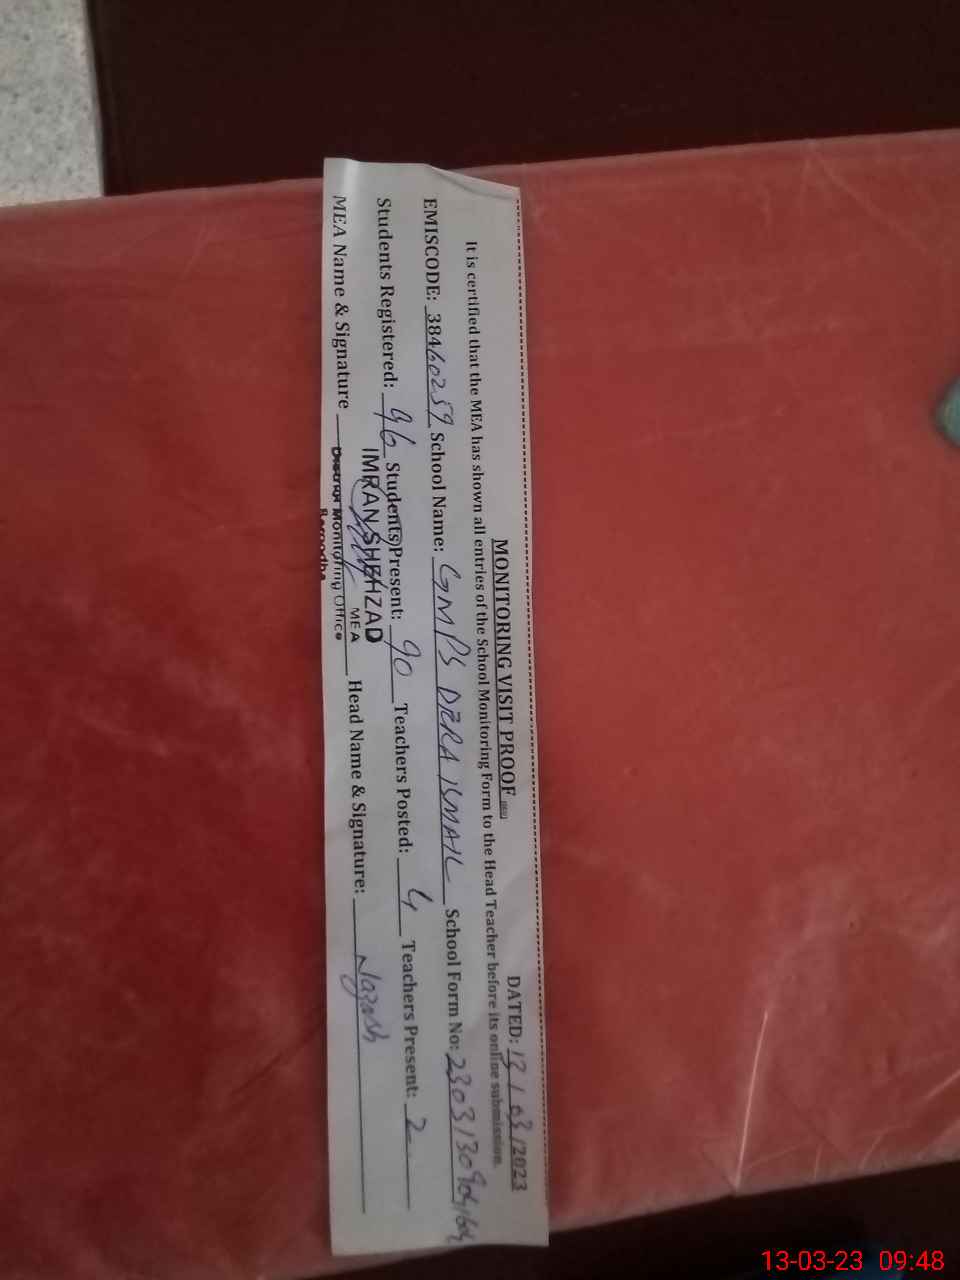 MONITORING VISIT PROOF
DATED: 13/03/2023
It is certified that the MEA has shown all entries of the School Monitoring Form to the Head Teacher before its online submission.
EMISCODE: 38460259 School Name: GMPS DERA ISMAIL School Form No: 230313090
Students Registered: 96 Students Present: 90 Teachers Posted: 4 Teachers Present: 2
IMRAN SHEHZAD
MEA
MEA Name & Signature Head Name & Signature: Nazash
District Monitoring Office
Sargodha
13-03-23 09:48